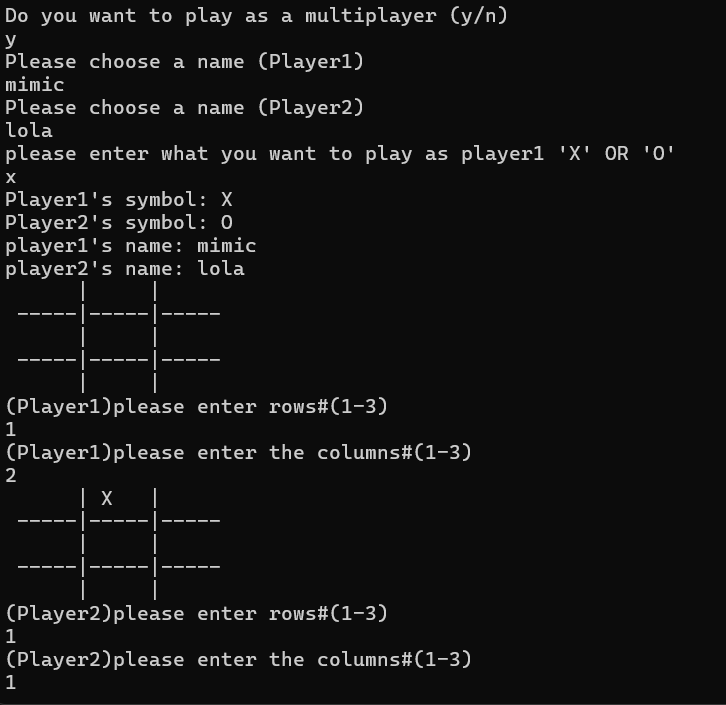 Do you want to play as a multiplayer (y/n)
y
Please choose a name (Player1)
mimic
Please choose a name (Player2)
lola
please enter what you want to play as player1 'X' OR 'O'
x
Player1's symbol: X
Player2's symbol: O
player1's name: mimic
player2's name: lola
      |     |
 -----|-----|-----
      |     |
 -----|-----|-----
      |     |
(Player1)please enter rows#(1-3)
1
(Player1)please enter the columns#(1-3)
2
      | X   |
 -----|-----|-----
      |     |
 -----|-----|-----
      |     |
(Player2)please enter rows#(1-3)
1
(Player2)please enter the columns#(1-3)
1